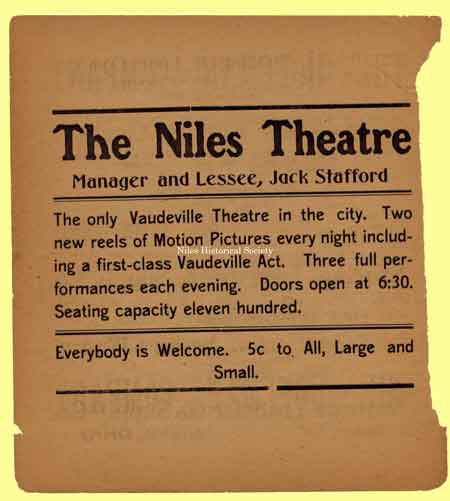 The Niles Theatre
Manager and Lessee, Jack Stafford
The only Vaudeville Theatre in the city. Two
new reels of Motion Pictures every night includ-
Niles Historical Society
ing a first-class Vaudeville Act. Three full per-
formances each evening. Doors open at 6:30.
Seating capacity eleven hundred.
Everybody is Welcome. 5c to All, Large and
Small.